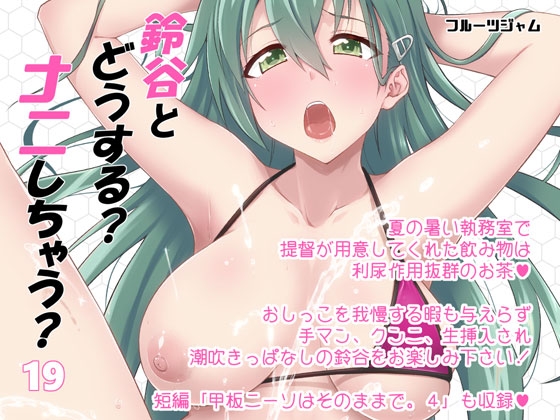 フルーツジャム
鈴谷と
どうする?
ナニしちゃう?
19
夏の暑い執務室で
提督が用意してくれた飲み物は
利尿作用抜群のお茶♥
おしっこを我慢する暇も与えらず
手マン、クンニ、生挿入され
潮吹きっぱなしの鈴谷をお楽しみ下さい!
短編「甲板ニーソはそのままで。4」も収録♥